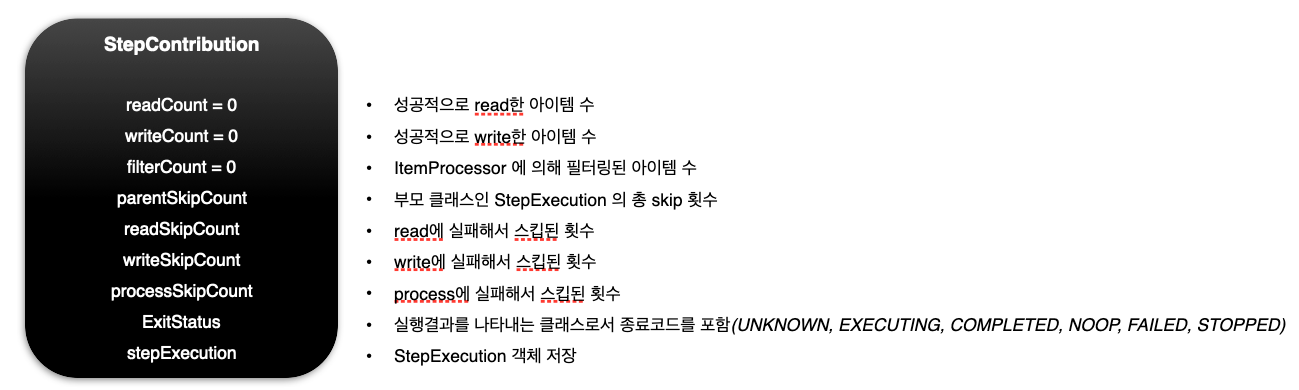 StepContribution
readCount = 0 • 성공적으로 read한 아이템 수
writeCount = 0 • 성공적으로 write한 아이템 수
filterCount = 0 • ItemProcessor 에 의해 필터링된 아이템 수
parentSkipCount • 부모 클래스인 StepExecution 의 총 skip 횟수
readSkipCount • read에 실패해서 스킵된 횟수
writeSkipCount • write에 실패해서 스킵된 횟수
processSkipCount • process에 실패해서 스킵된 횟수
ExitStatus • 실행결과를 나타내는 클래스로서 종료코드를 포함(UNKNOWN, EXECUTING, COMPLETED, NOOP, FAILED, STOPPED)
stepExecution • StepExecution 객체 저장